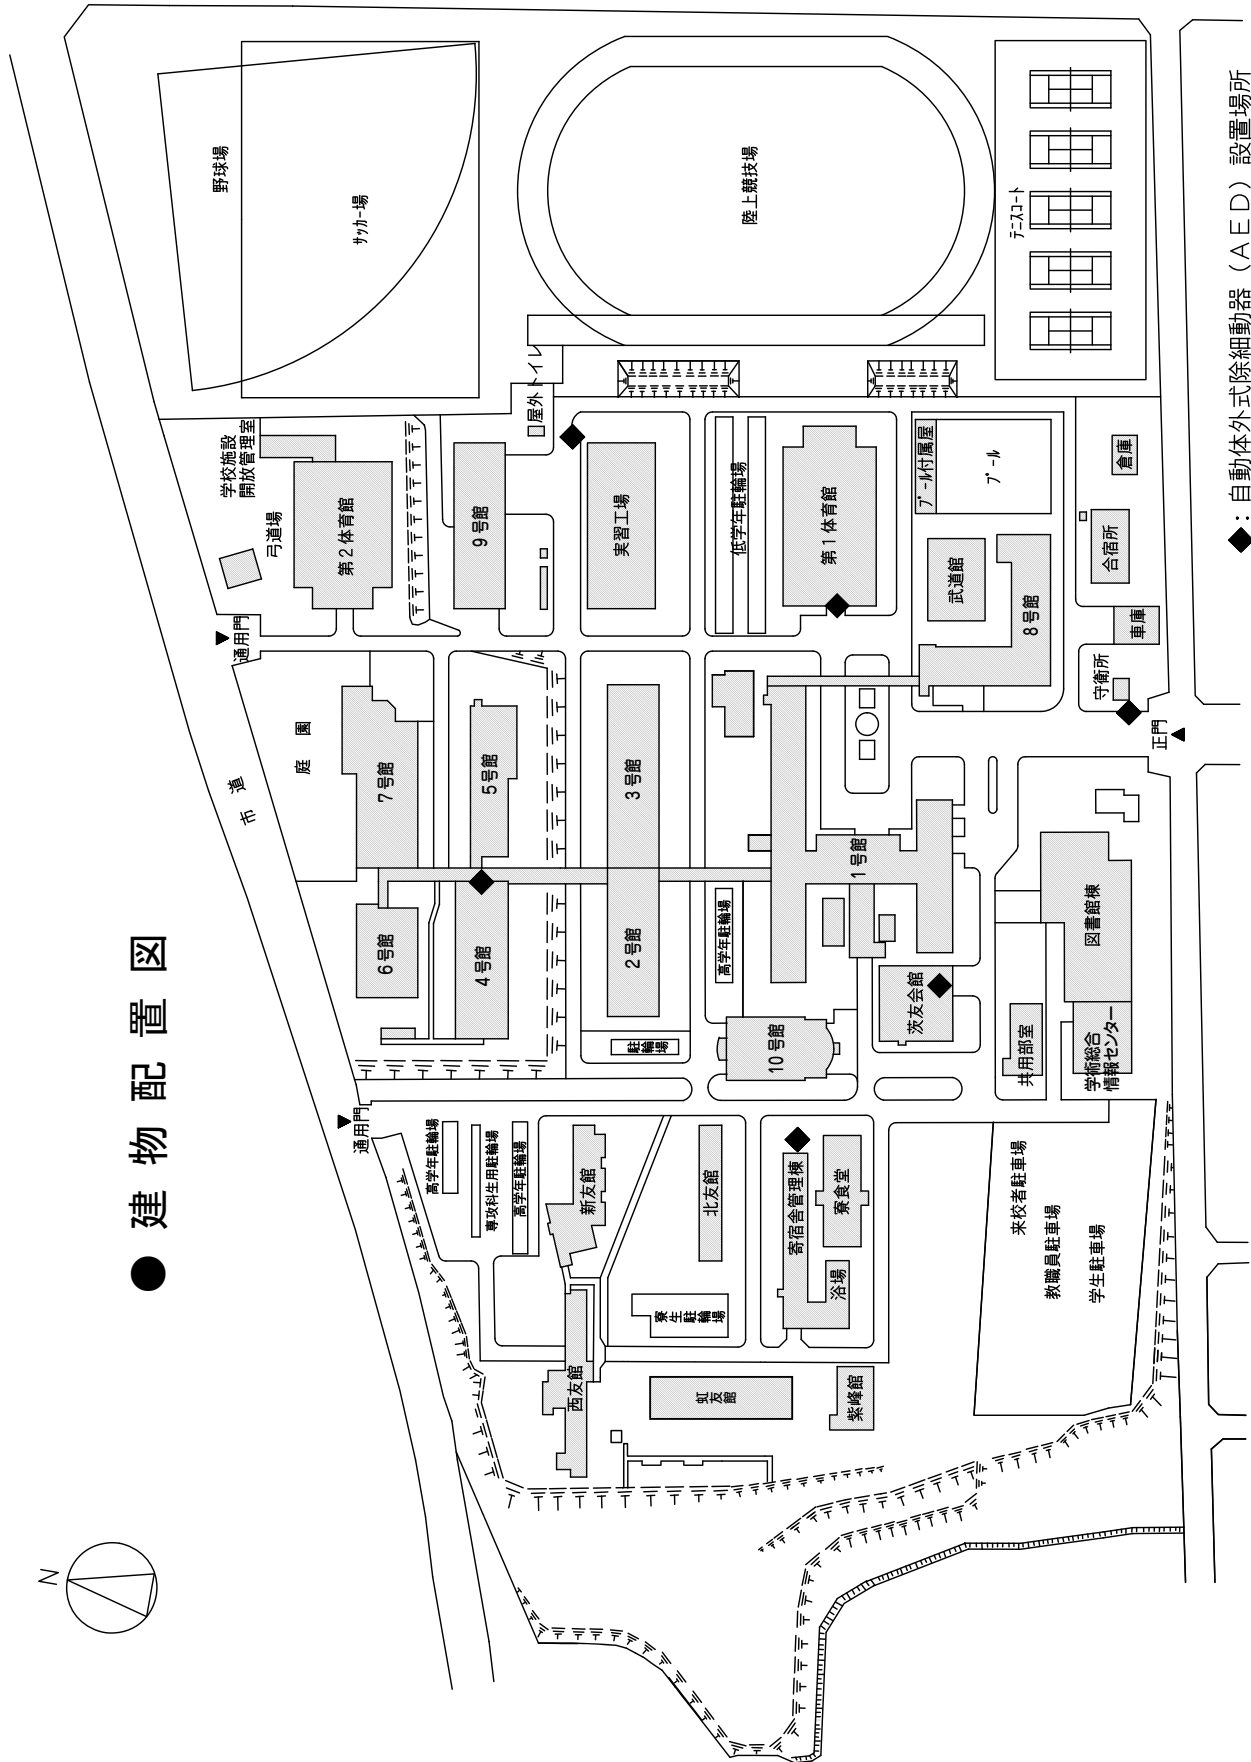 ● 建物配置図
N
市道
通用門
通用門
学校施設
開放管理室
弓道場
第2体育館
野球場
サッカー場
陸上競技場
テニスコート
屋外トイレ
庭園
7号館
6号館
5号館
4号館
9号館
実習工場
3号館
2号館
駐輪場
低学年駐輪場
高学年駐輪場
第1体育館
プール付属屋
プール
武道館
8号館
倉庫
合宿所
車庫
守衛所
正門
1号館
10号館
茨友会館
図書館棟
共用部室
学術総合
情報センター
高学年駐輪場
専攻科生用駐輪場
高学年駐輪場
新友館
北友館
寄宿舎管理棟
寮食堂
浴場
寮生駐輪場
西友館
虹友館
紫峰館
来校者駐車場
教職員駐車場
学生駐車場
◆：自動体外式除細動器（AED）設置場所